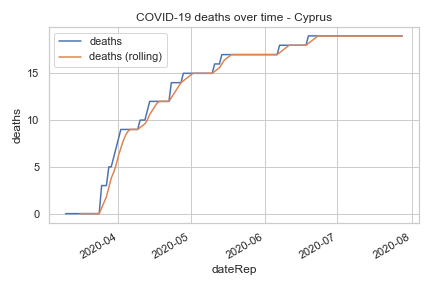 COVID-19 deaths over time - Cyprus
deaths
deaths (rolling)
deaths
15
10
5
0
2020-04
2020-05
2020-06
2020-07
2020-08
dateRep